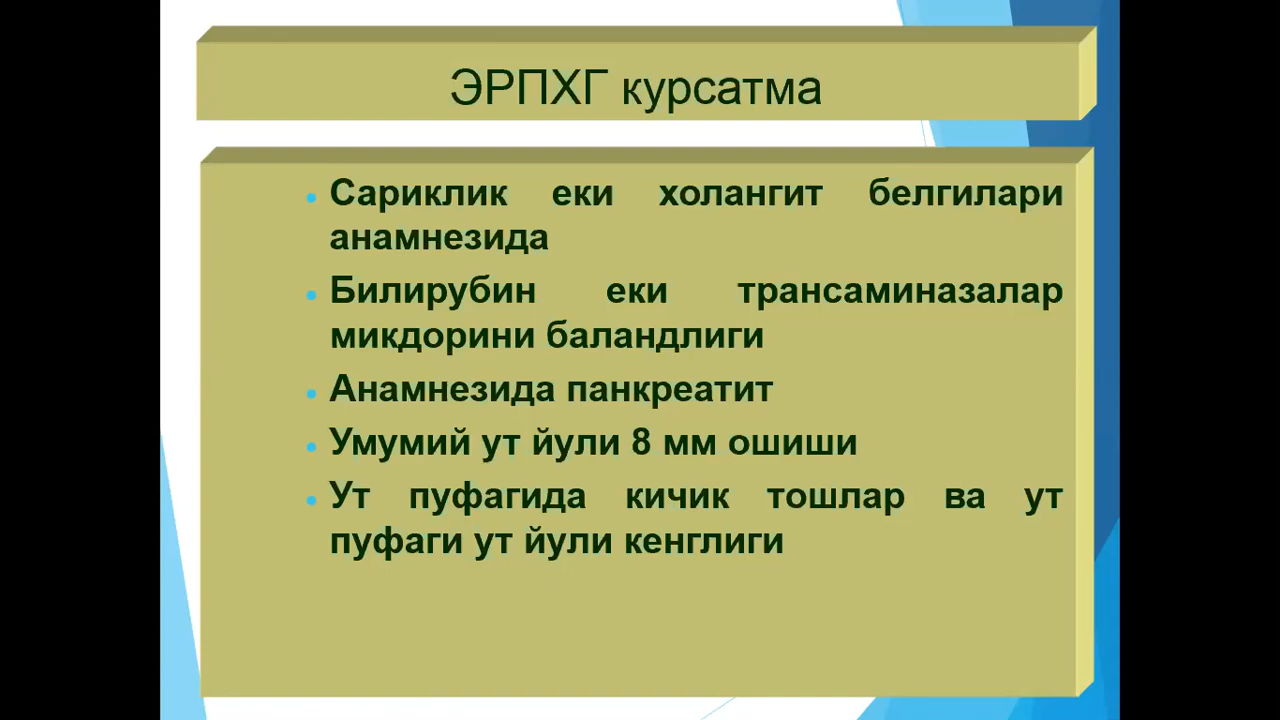 ЭРПХГ курсатма
Сариклик еки холангит белгилари
анамнезида
Билирубин еки трансаминазалар
микдорини баландлиги
Анамнезида панкреатит
Умумий ут йули 8 мм ошиши
Ут пуфагида кичик тошлар ва ут
пуфаги ут йули кенглиги